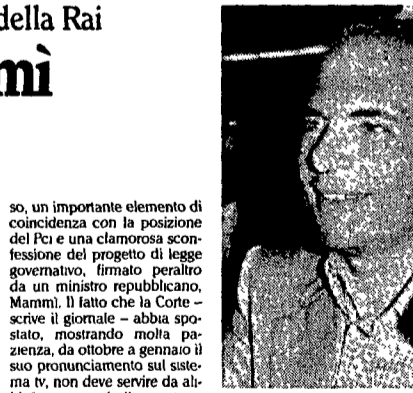 della Rai
mì
so, un importante elemento di
coincidenza con la posizione
del Pci e una clamorosa scon-
fessione del progetto di legge
governativo, firmato peraltro
da un ministro repubblicano,
Mammì. Il fatto che la Corte –
scrive il giornale – abbia spo-
stato, mostrando molta pa-
zienza, da ottobre a gennaio il
suo pronunciamento sul siste-
ma tv, non deve servire da ali-